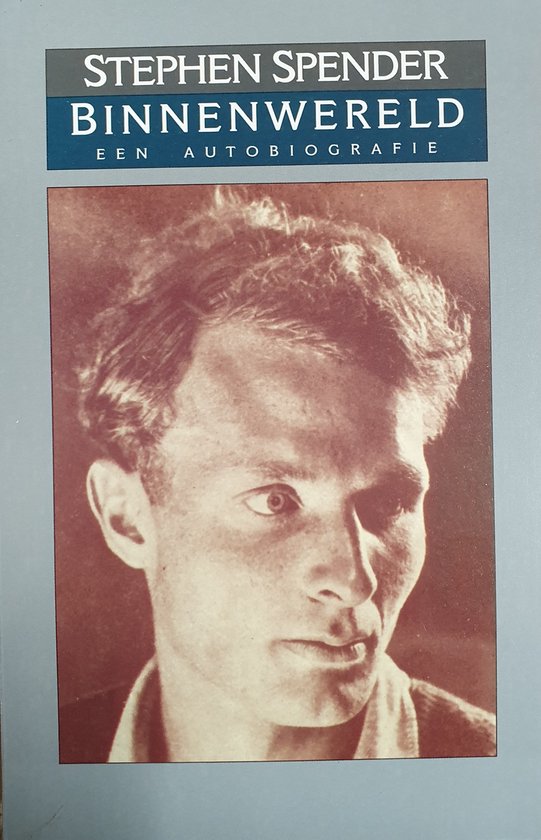 STEPHEN SPENDER
BINNENWERELD
EEN AUTOBIOGRAFIE